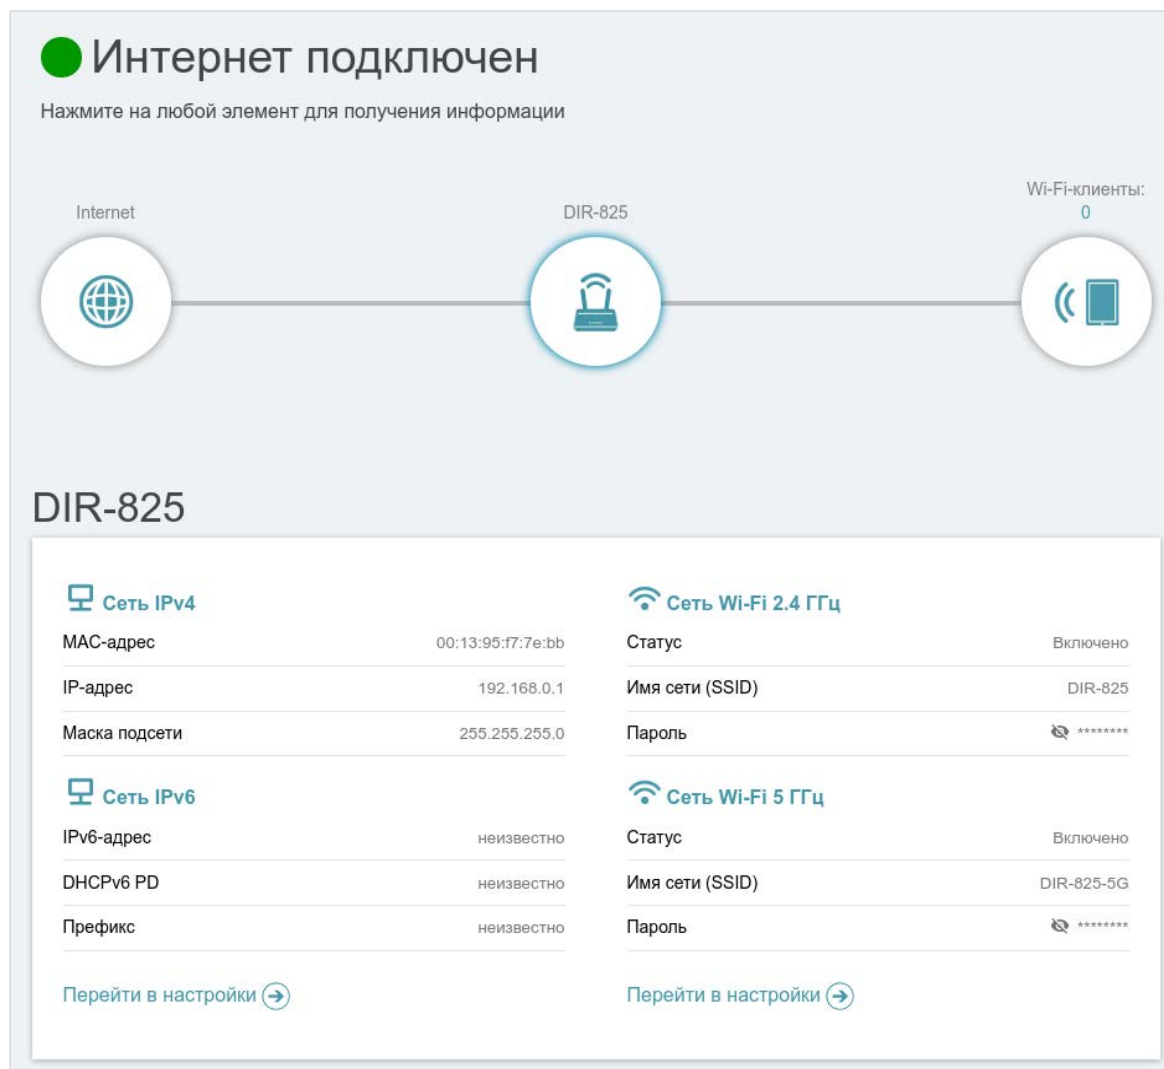 Интернет подключен
Нажмите на любой элемент для получения информации
Internet
DIR-825
Wi-Fi-клиенты:
0
DIR-825
Сеть IPv4
MAC-адрес 00:13:95:f7:7e:bb
IP-адрес 192.168.0.1
Маска подсети 255.255.255.0
Сеть IPv6
IPv6-адрес неизвестно
DHCPv6 PD неизвестно
Префикс неизвестно
Перейти в настройки
Сеть Wi-Fi 2.4 ГГц
Статус Включено
Имя сети (SSID) DIR-825
Пароль ********
Сеть Wi-Fi 5 ГГц
Статус Включено
Имя сети (SSID) DIR-825-5G
Пароль ********
Перейти в настройки